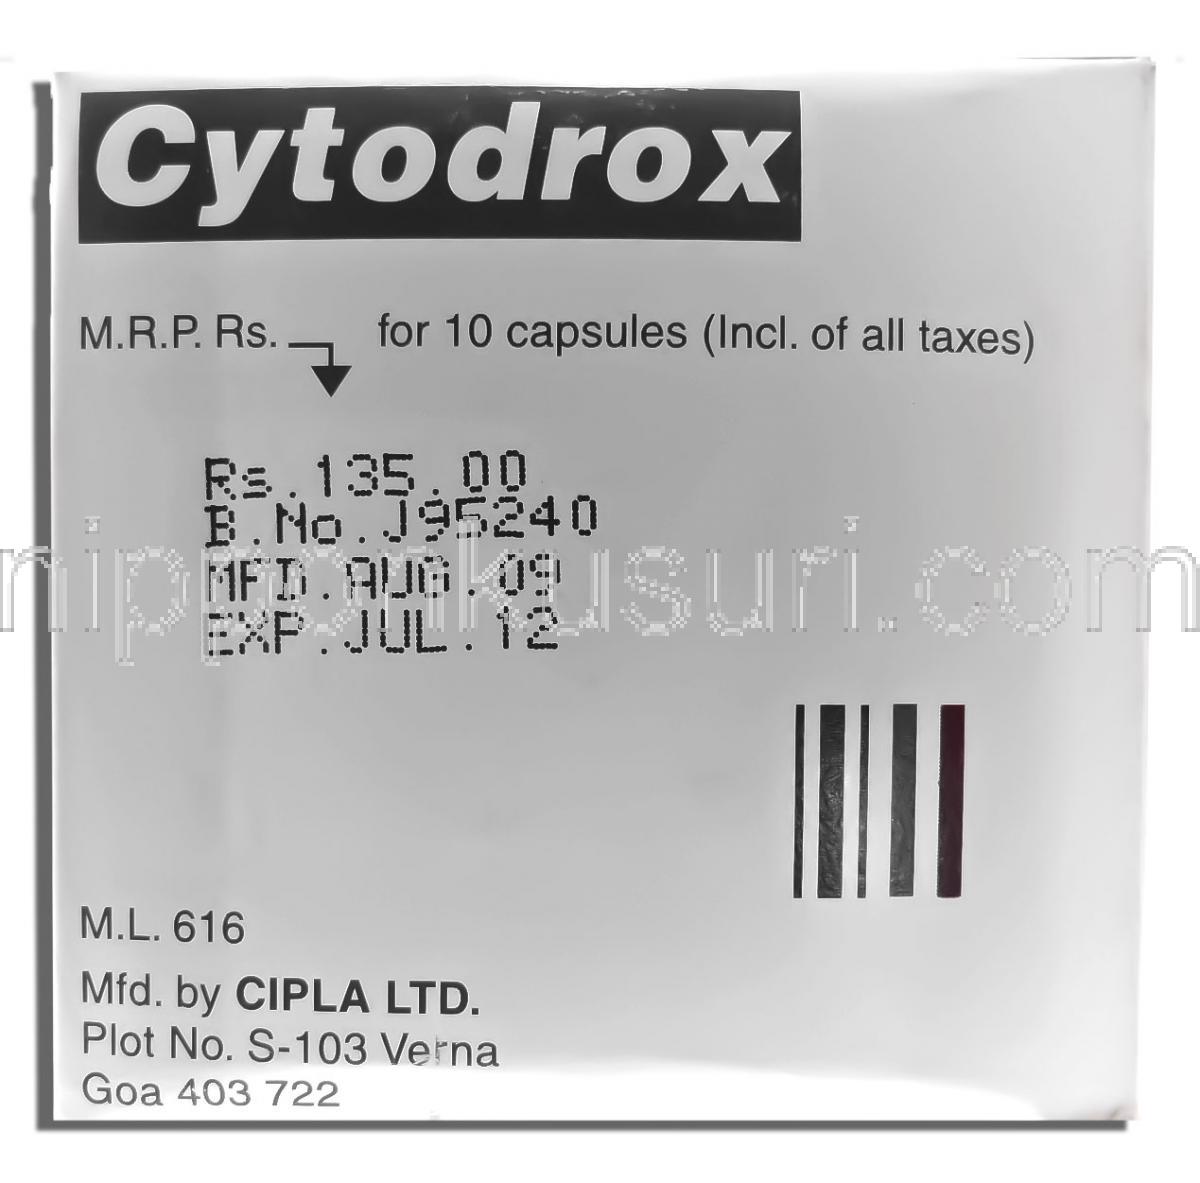 Cytodrox
M.R.P. Rs. for 10 capsules (Incl. of all taxes)
Rs.135.00
B.No.J95240
MFD.AUG.09
nipponkusuri.com
EXP.JUL.12
M.L. 616
Mfd. by CIPLA LTD.
Plot No. S-103 Verna
Goa 403 722